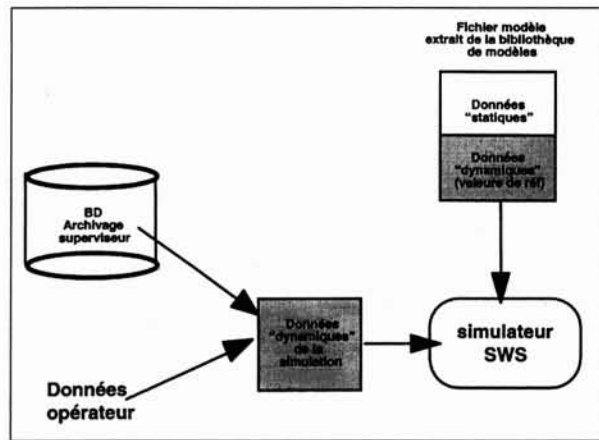 Fichier modèle
extrait de la bibliothèque
de modèles
Données
"statiques"
Données
"dynamiques"
(valeurs de réf)
BD
Archivage
superviseur
Données
"dynamiques"
de la
simulation
simulateur
SWS
Données
opérateur